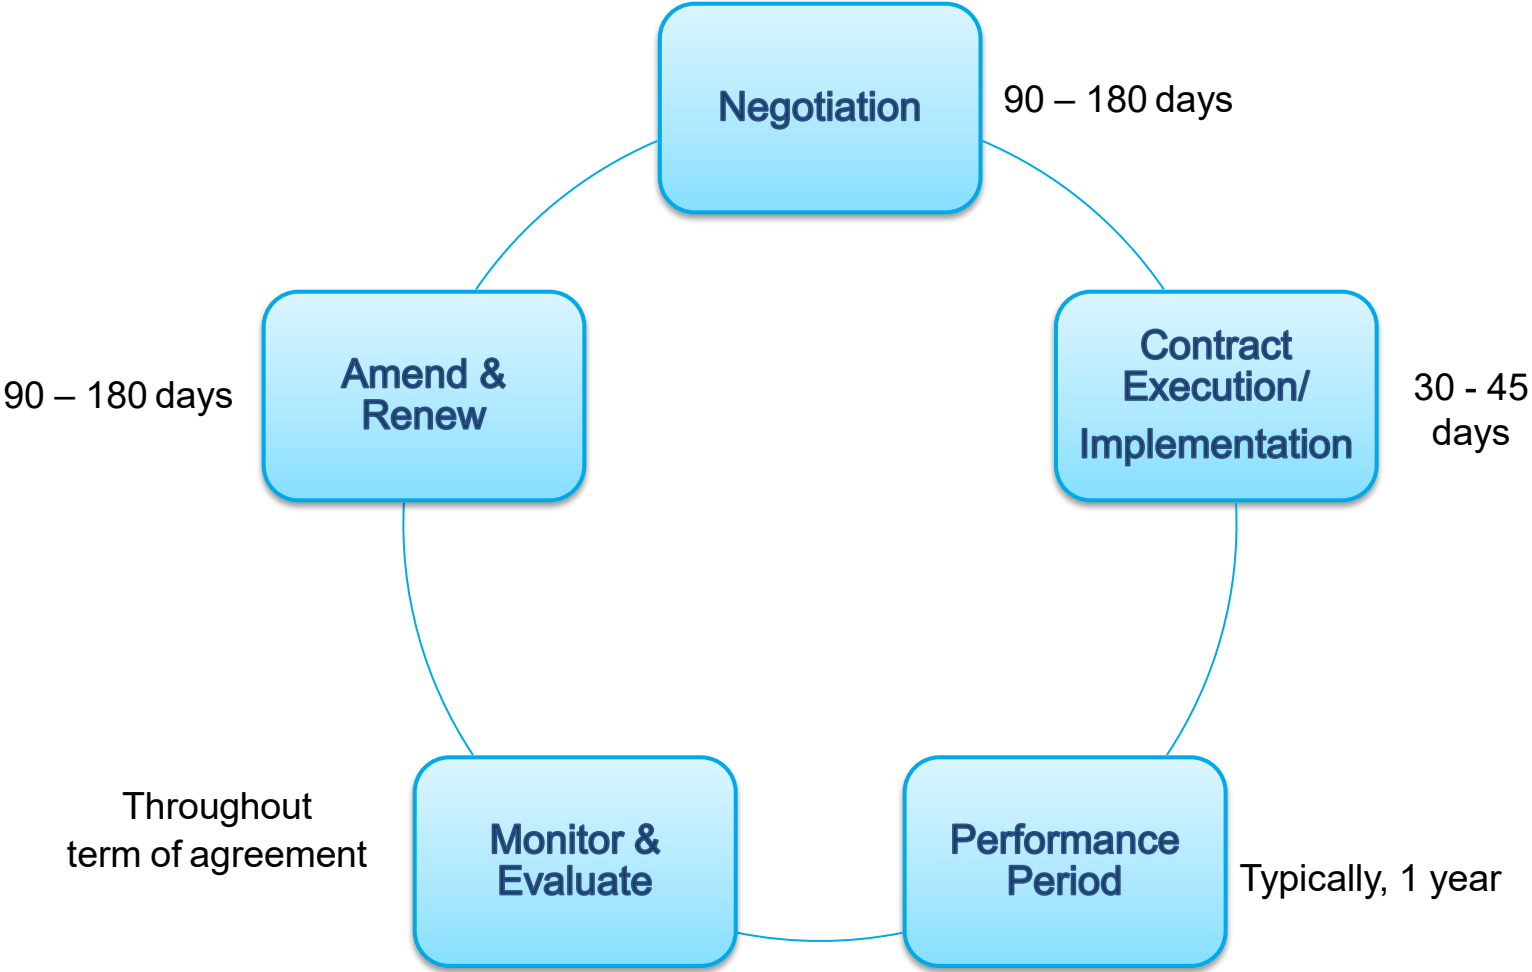 Negotiation
90 – 180 days
Contract
Execution/
Implementation
30 - 45
days
Performance
Period
Typically, 1 year
Monitor &
Evaluate
Throughout
term of agreement
Amend &
Renew
90 – 180 days